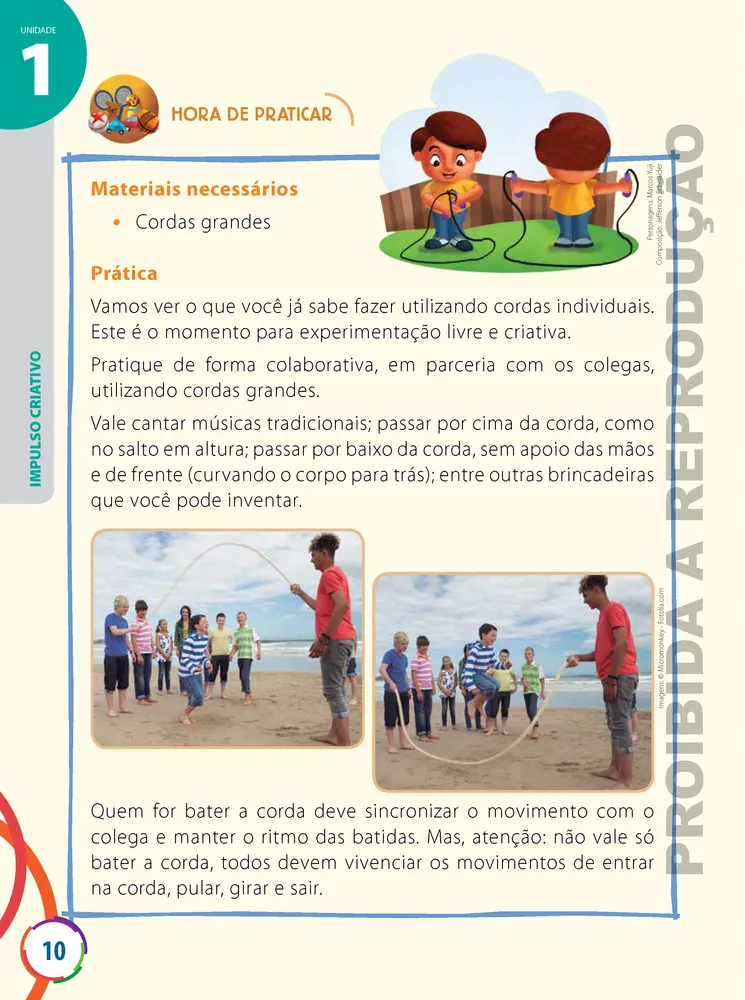 UNIDADE
1
HORA DE PRATICAR
Materiais necessários
• Cordas grandes
Personagens: Marcos Yuji
Composição: Jefferson Schnaider
Prática
Vamos ver o que você já sabe fazer utilizando cordas individuais.
Este é o momento para experimentação livre e criativa.
Pratique de forma colaborativa, em parceria com os colegas,
utilizando cordas grandes.
Vale cantar músicas tradicionais; passar por cima da corda, como
no salto em altura; passar por baixo da corda, sem apoio das mãos
e de frente (curvando o corpo para trás); entre outras brincadeiras
que você pode inventar.
IMPULSO CRIATIVO
Imagens: © Micromonkey - Fotolia.com
Quem for bater a corda deve sincronizar o movimento com o
colega e manter o ritmo das batidas. Mas, atenção: não vale só
bater a corda, todos devem vivenciar os movimentos de entrar
na corda, pular, girar e sair.
PROIBIDA A REPRODUÇÃO
10